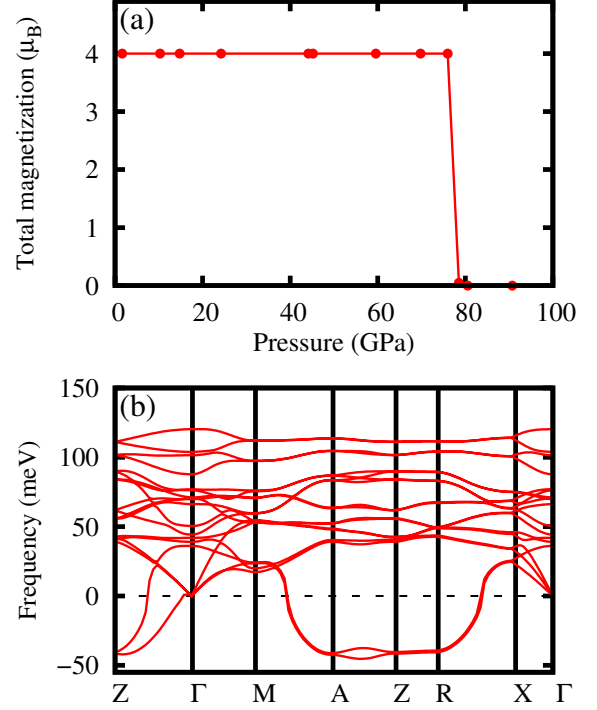 (a)
Total magnetization (μB)
4
3
2
1
0
0 20 40 60 80 100
Pressure (GPa)
(b)
Frequency (meV)
150
100
50
0
−50
Z Γ M A Z R X Γ